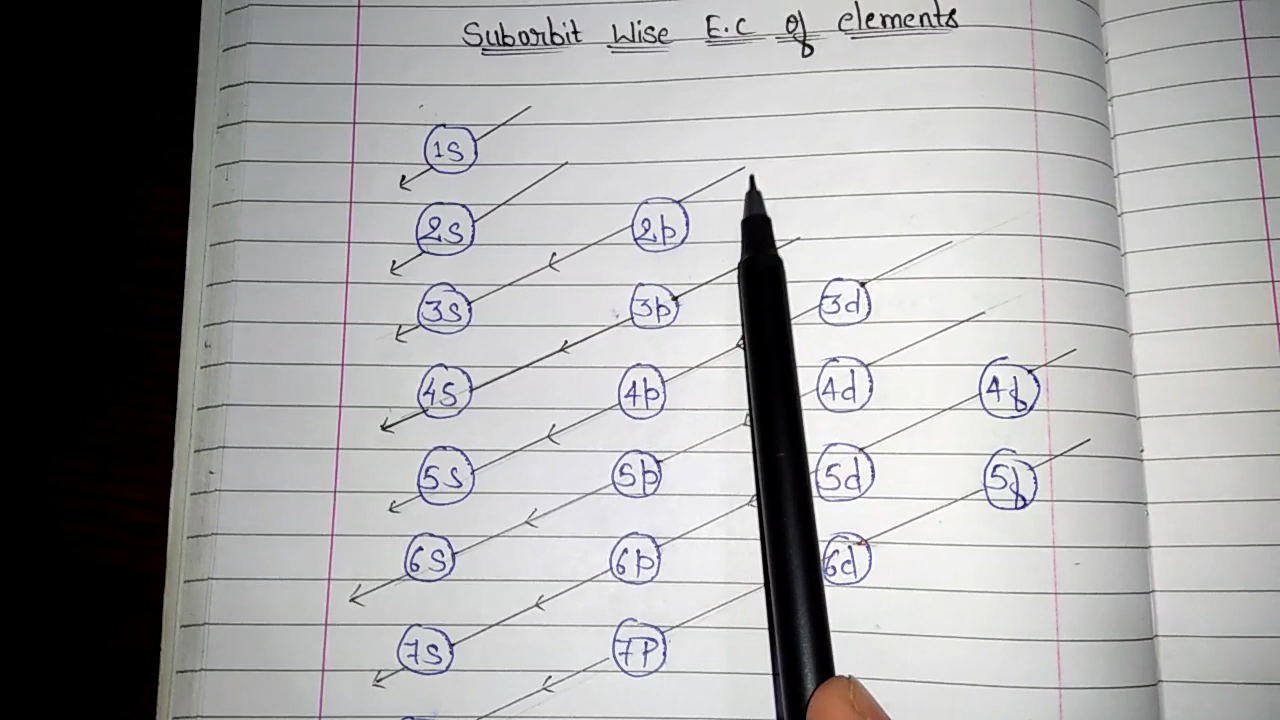 Suborbit Wise E.C of elements
1s
2s 2p
3s 3p 3d
4s 4p 4d 4f
5s 5p 5d 5f
6s 6p 6d
7s 7p